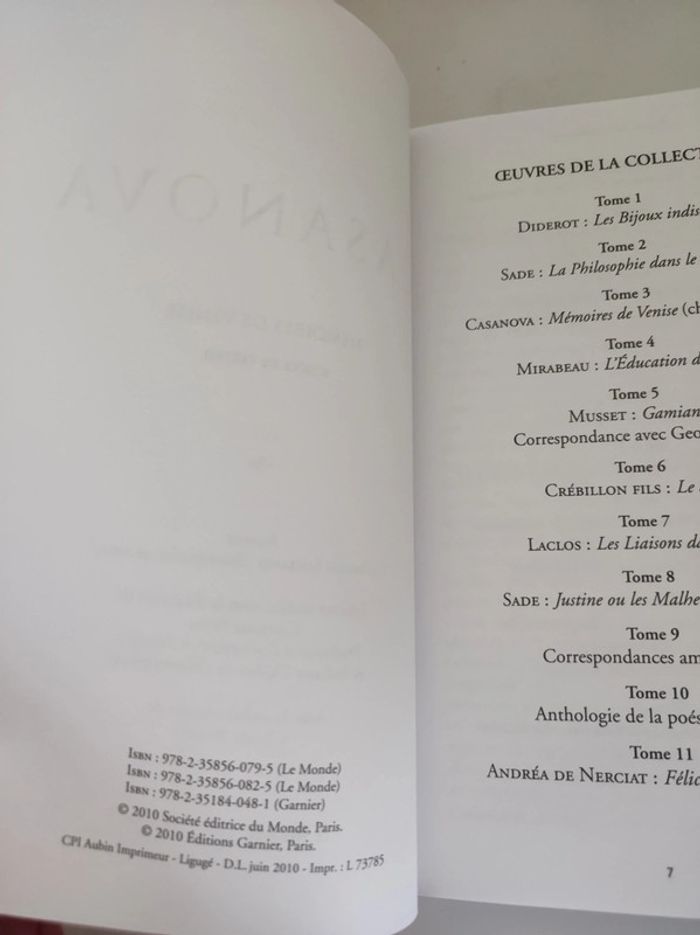 ISBN : 978-2-35856-079-5 (Le Monde)
ISBN : 978-2-35856-082-5 (Le Monde)
ISBN : 978-2-35184-048-1 (Garnier)
© 2010 Société éditrice du Monde, Paris.
© 2010 Éditions Garnier, Paris.
CPI Aubin Imprimeur - Ligugé - D.L. juin 2010 - Impr. : L 73785
ŒUVRES DE LA COLLECT
Tome 1
DIDEROT : Les Bijoux indis
Tome 2
SADE : La Philosophie dans le
Tome 3
CASANOVA : Mémoires de Venise (ch
Tome 4
MIRABEAU : L'Éducation d
Tome 5
MUSSET : Gamian
Correspondance avec Geo
Tome 6
CRÉBILLON FILS : Le
Tome 7
LACLOS : Les Liaisons da
Tome 8
SADE : Justine ou les Malhe
Tome 9
Correspondances am
Tome 10
Anthologie de la poés
Tome 11
ANDRÉA DE NERCIAT : Félic
7